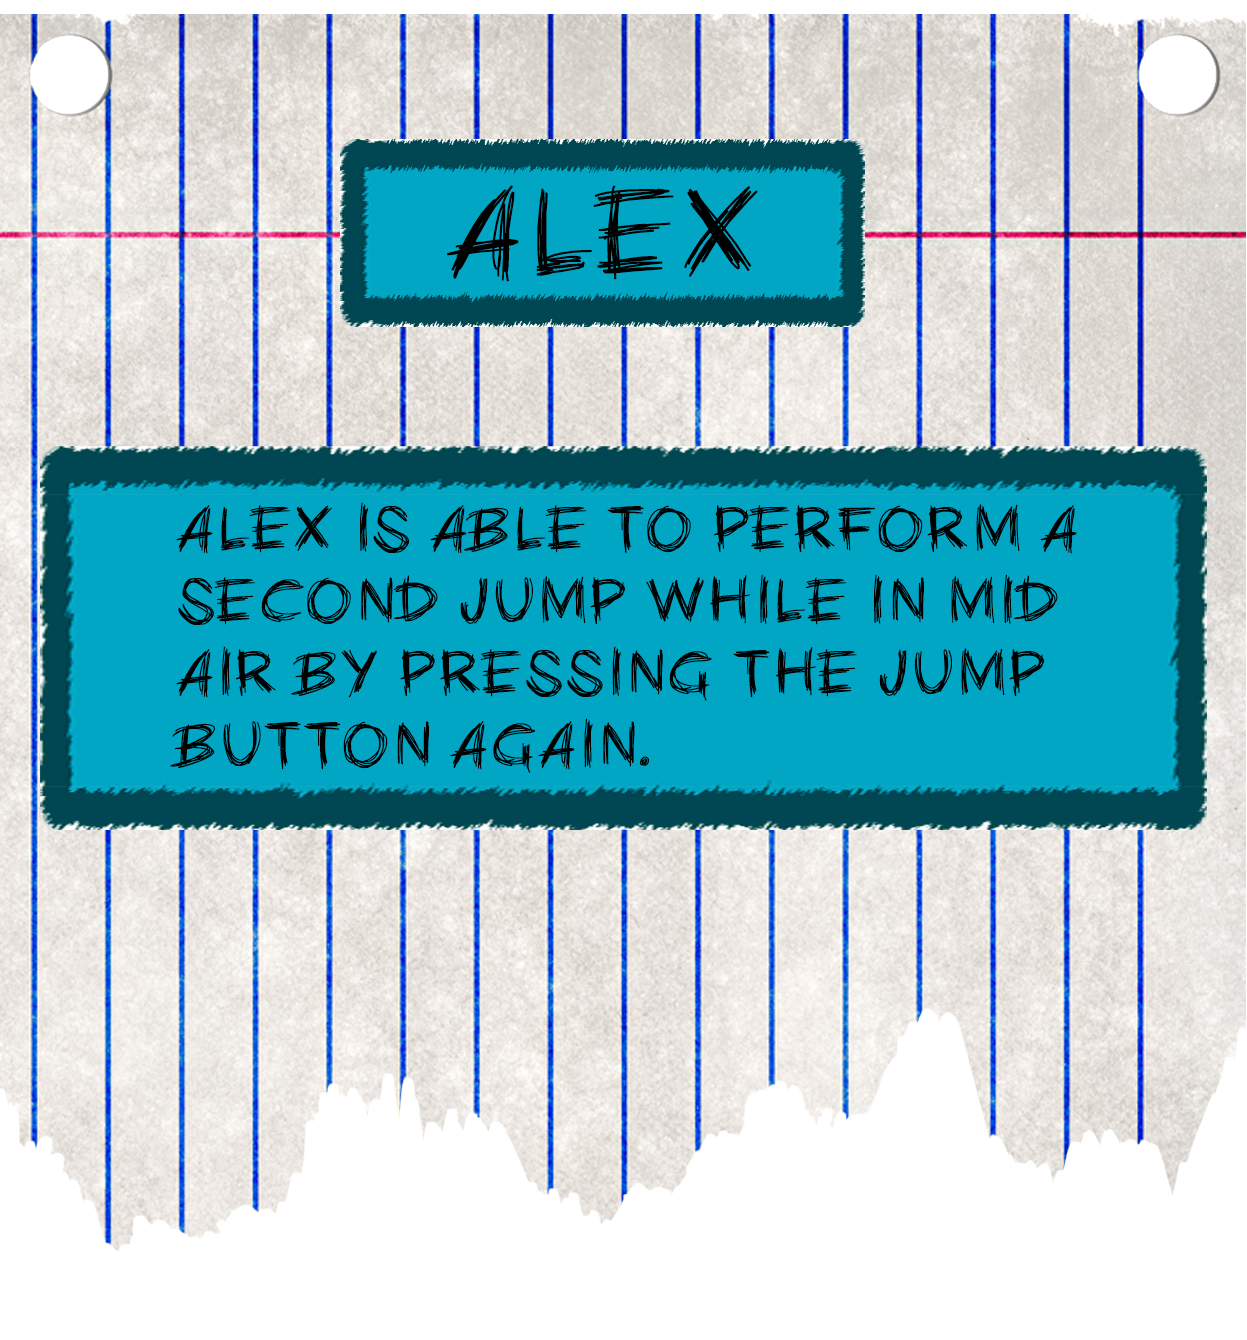 ALEX
ALEX IS ABLE TO PERFORM A
SECOND JUMP WHILE IN MID
AIR BY PRESSING THE JUMP
BUTTON AGAIN.